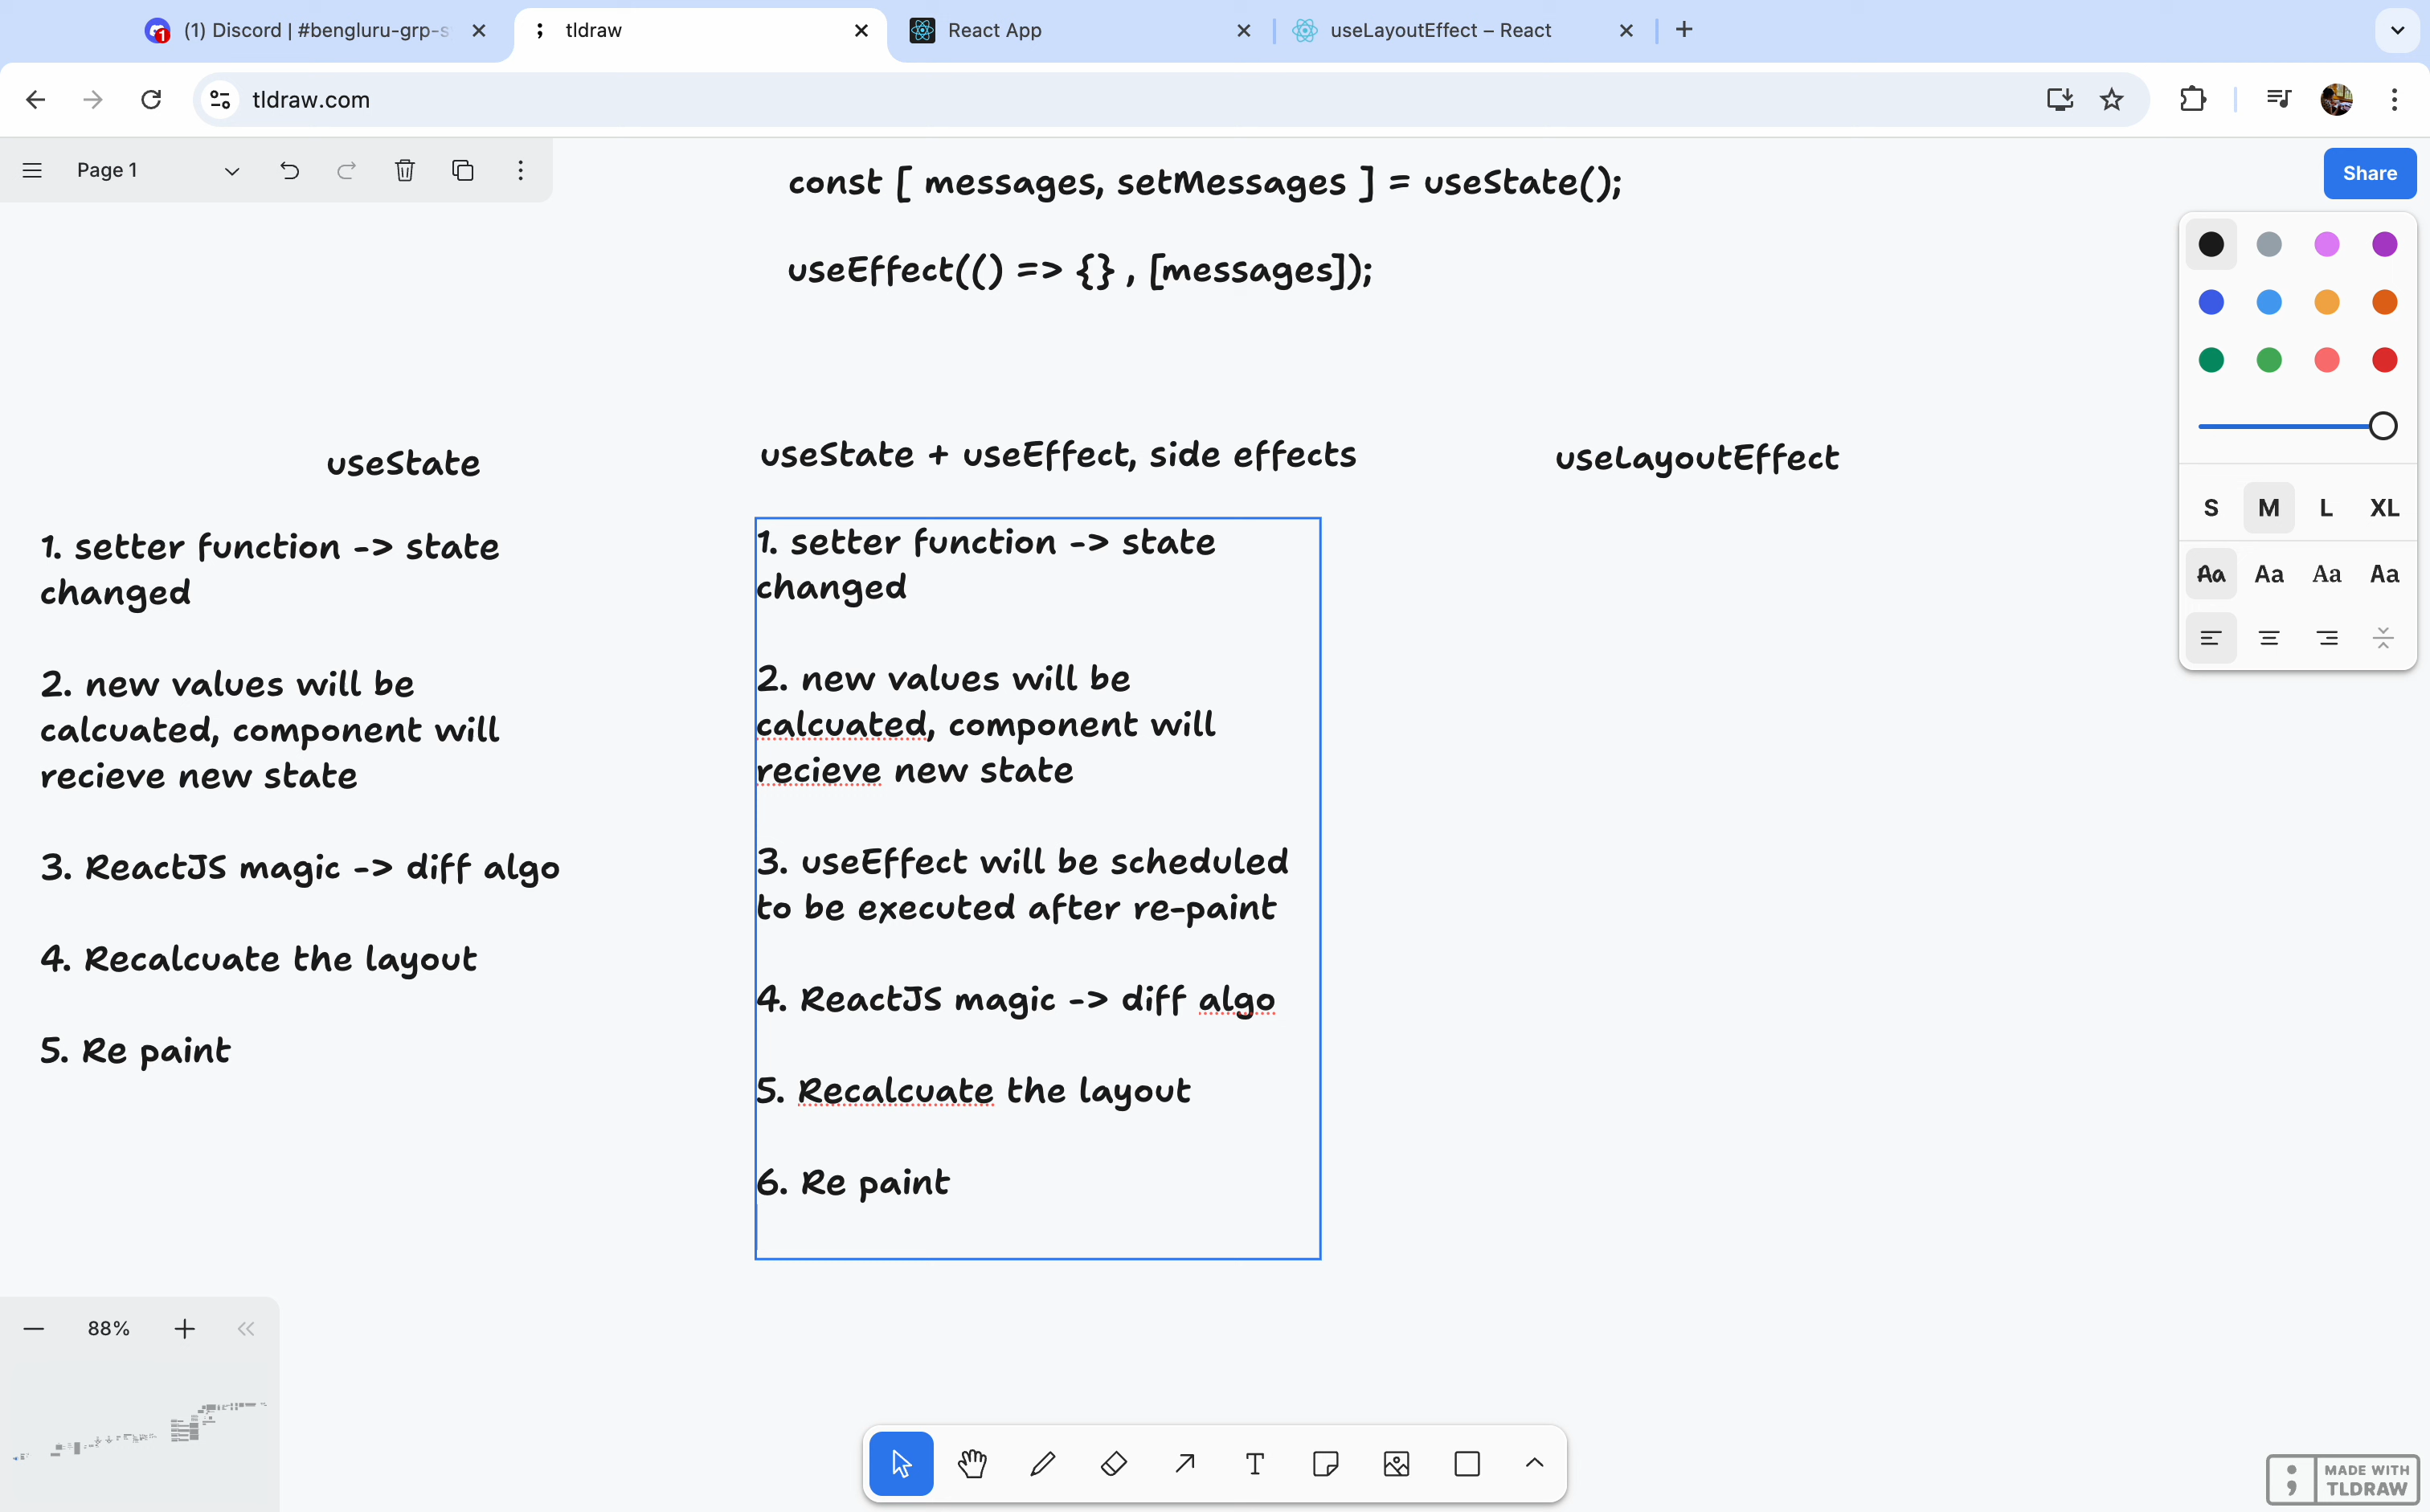 (1) Discord | #bengluru-grp-s
tldraw
React App
useLayoutEffect – React
tldraw.com
Page 1
Share
const [ messages, setMessages ] = useState();
useEffect(() => {} , [messages]);
useState
1. setter function -> state
changed
2. new values will be
calcuated, component will
recieve new state
3. ReactJS magic -> diff algo
4. Recalcuate the layout
5. Re paint
useState + useEffect, side effects
1. setter function -> state
changed
2. new values will be
calcuated, component will
recieve new state
3. useEffect will be scheduled
to be executed after re-paint
4. ReactJS magic -> diff algo
5. Recalcuate the layout
6. Re paint
useLayoutEffect
S M L XL
Aa Aa Aa Aa
88%
MADE WITH
TLDRAW